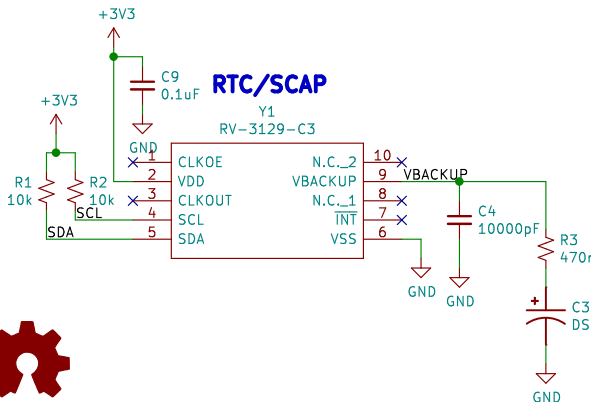 +3V3
C9
0.1uF
RTC/SCAP
+3V3
Y1
RV-3129-C3
GND
1 CLKOE
N.C._2 10
R1
10k
R2
10k
2 VDD
VBACKUP 9
VBACKUP
3 CLKOUT
N.C._1 8
SCL
4 SCL
INT 7
C4
10000pF
SDA
5 SDA
VSS 6
R3
470
GND
GND
+
C3
DS
GND